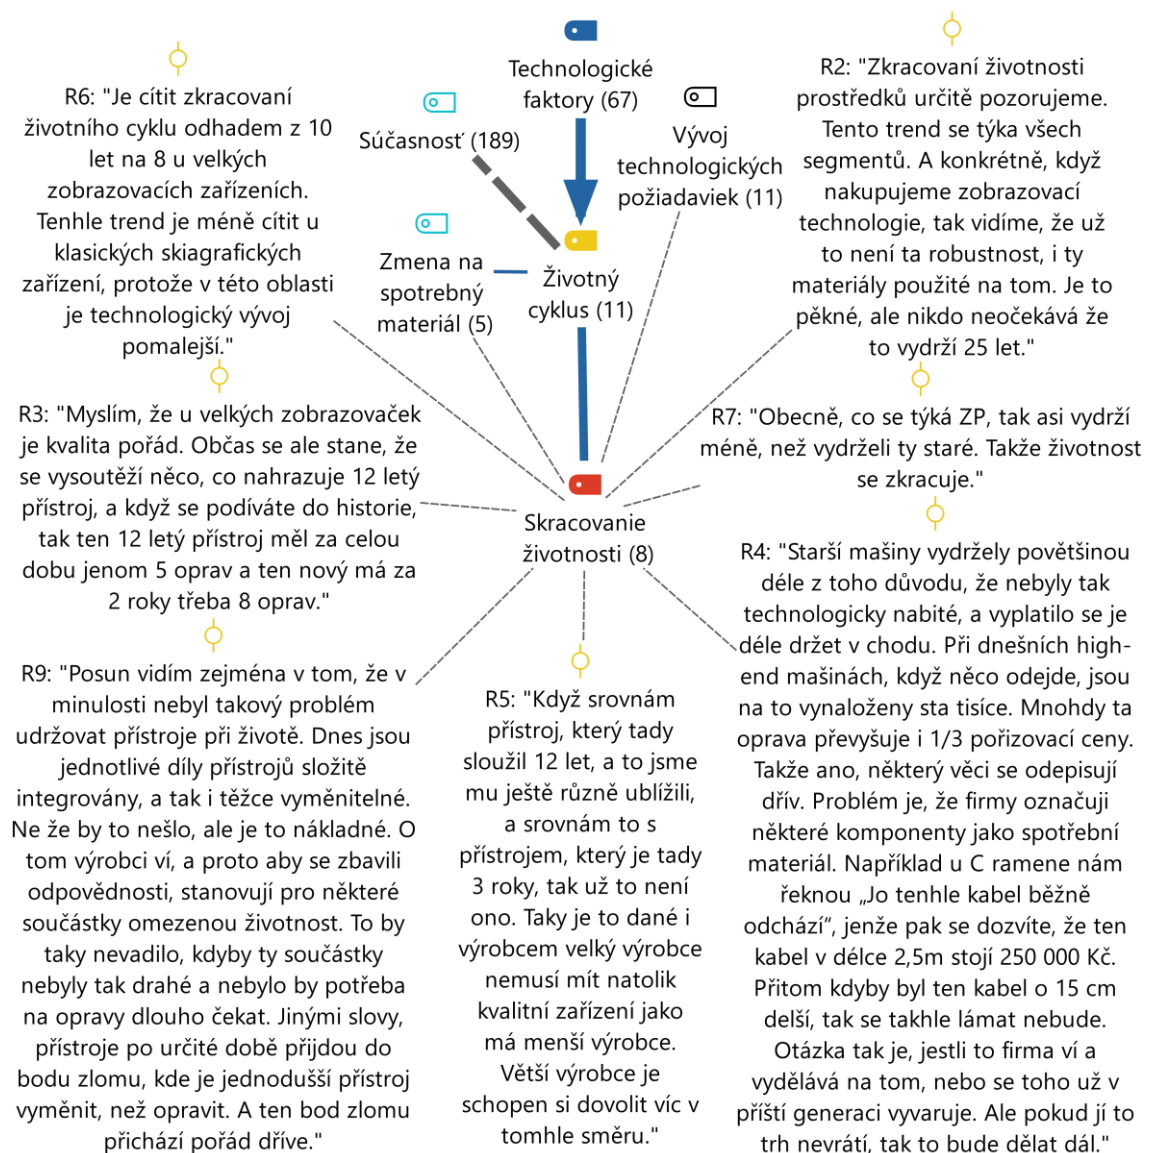 Technologické
faktory (67)
Súčasnosť (189)
Vývoj
technologických
požiadaviek (11)
Zmena na
spotrebný
materiál (5)
Životný
cyklus (11)
Skracovanie
životnosti (8)
R6: "Je cítit zkracovaní
životního cyklu odhadem z 10
let na 8 u velkých
zobrazovacích zařízeních.
Tenhle trend je méně cítit u
klasických skiagrafických
zařízení, protože v této oblasti
je technologický vývoj
pomalejší."
R2: "Zkracovaní životnosti
prostředků určitě pozorujeme.
Tento trend se týka všech
segmentů. A konkrétně, když
nakupujeme zobrazovací
technologie, tak vidíme, že už
to není ta robustnost, i ty
materiály použité na tom. Je to
pěkné, ale nikdo neočekává že
to vydrží 25 let."
R3: "Myslím, že u velkých zobrazovaček
je kvalita pořád. Občas se ale stane, že
se vysoutěží něco, co nahrazuje 12 letý
přístroj, a když se podíváte do historie,
tak ten 12 letý přístroj měl za celou
dobu jenom 5 oprav a ten nový má za
2 roky třeba 8 oprav."
R7: "Obecně, co se týká ZP, tak asi vydrží
méně, než vydrželi ty staré. Takže životnost
se zkracuje."
R9: "Posun vidím zejména v tom, že v
minulosti nebyl takový problém
udržovat přístroje při životě. Dnes jsou
jednotlivé díly přístrojů složitě
integrovány, a tak i těžce vyměnitelné.
Ne že by to nešlo, ale je to nákladné. O
tom výrobci ví, a proto aby se zbavili
odpovědnosti, stanovují pro některé
součástky omezenou životnost. To by
taky nevadilo, kdyby ty součástky
nebyly tak drahé a nebylo by potřeba
na opravy dlouho čekat. Jinými slovy,
přístroje po určité době přijdou do
bodu zlomu, kde je jednodušší přístroj
vyměnit, než opravit. A ten bod zlomu
přichází pořád dříve."
R5: "Když srovnám
přístroj, který tady
sloužil 12 let, a to jsme
mu ještě různě ublížili,
a srovnám to s
přístrojem, který je tady
3 roky, tak už to není
ono. Taky je to dané i
výrobcem velký výrobce
nemusí mít natolik
kvalitní zařízení jako
má menší výrobce.
Větší výrobce je
schopen si dovolit víc v
tomhle směru."
R4: "Starší mašiny vydržely povětšinou
déle z toho důvodu, že nebyly tak
technologicky nabité, a vyplatilo se je
déle držet v chodu. Při dnešních high-
end mašinách, když něco odejde, jsou
na to vynaloženy sta tisíce. Mnohdy ta
oprava převyšuje i 1/3 pořizovací ceny.
Takže ano, některý věci se odepisují
dřív. Problém je, že firmy označuji
některé komponenty jako spotřební
materiál. Například u C ramene nám
řeknou „Jo tenhle kabel běžně
odchází“, jenže pak se dozvíte, že ten
kabel v délce 2,5m stojí 250 000 Kč.
Přitom kdyby byl ten kabel o 15 cm
delší, tak se takhle lámat nebude.
Otázka tak je, jestli to firma ví a
vydělává na tom, nebo se toho už v
příští generaci vyvaruje. Ale pokud jí to
trh nevrátí, tak to bude dělat dál."